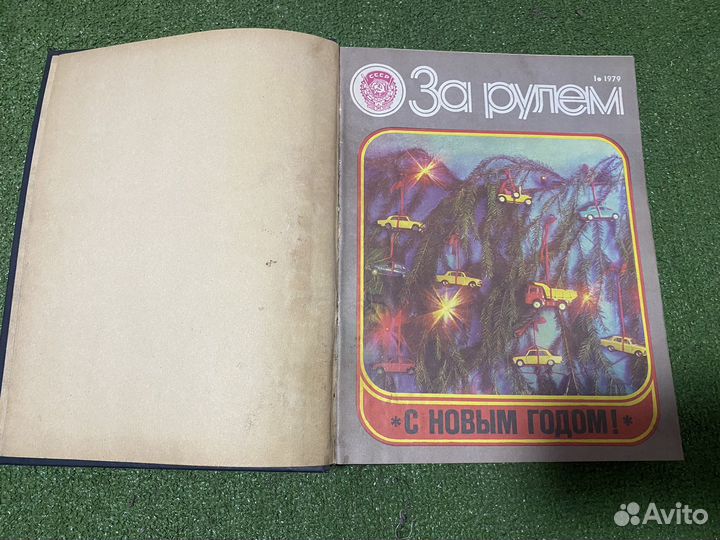 СССР
За рулем
1 • 1979
* С НОВЫМ ГОДОМ! *
Avito